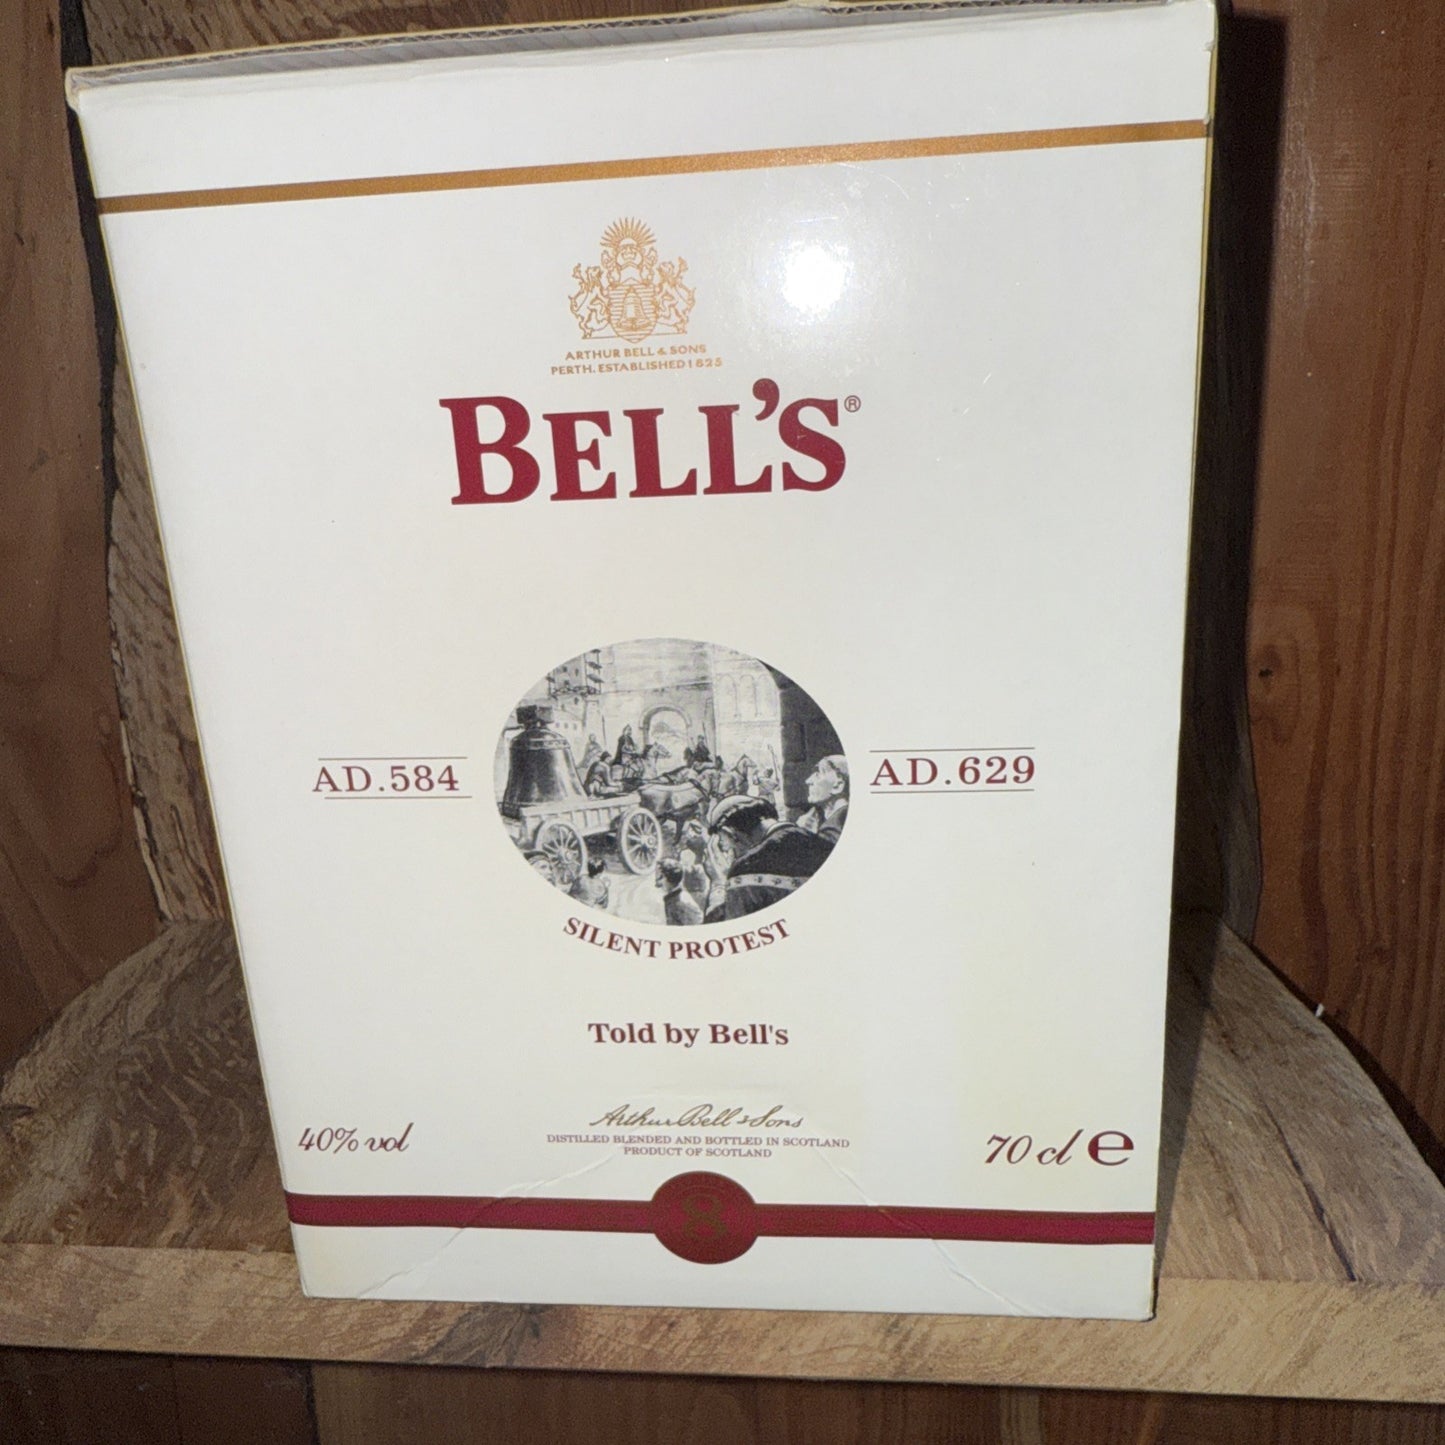 ARTHUR BELL & SONS
PERTH. ESTABLISHED 1825
BELL'S®
AD.584
AD.629
SILENT PROTEST
Told by Bell's
Arthur Bell & Sons
DISTILLED BLENDED AND BOTTLED IN SCOTLAND
PRODUCT OF SCOTLAND
40% vol
70 cl e
8